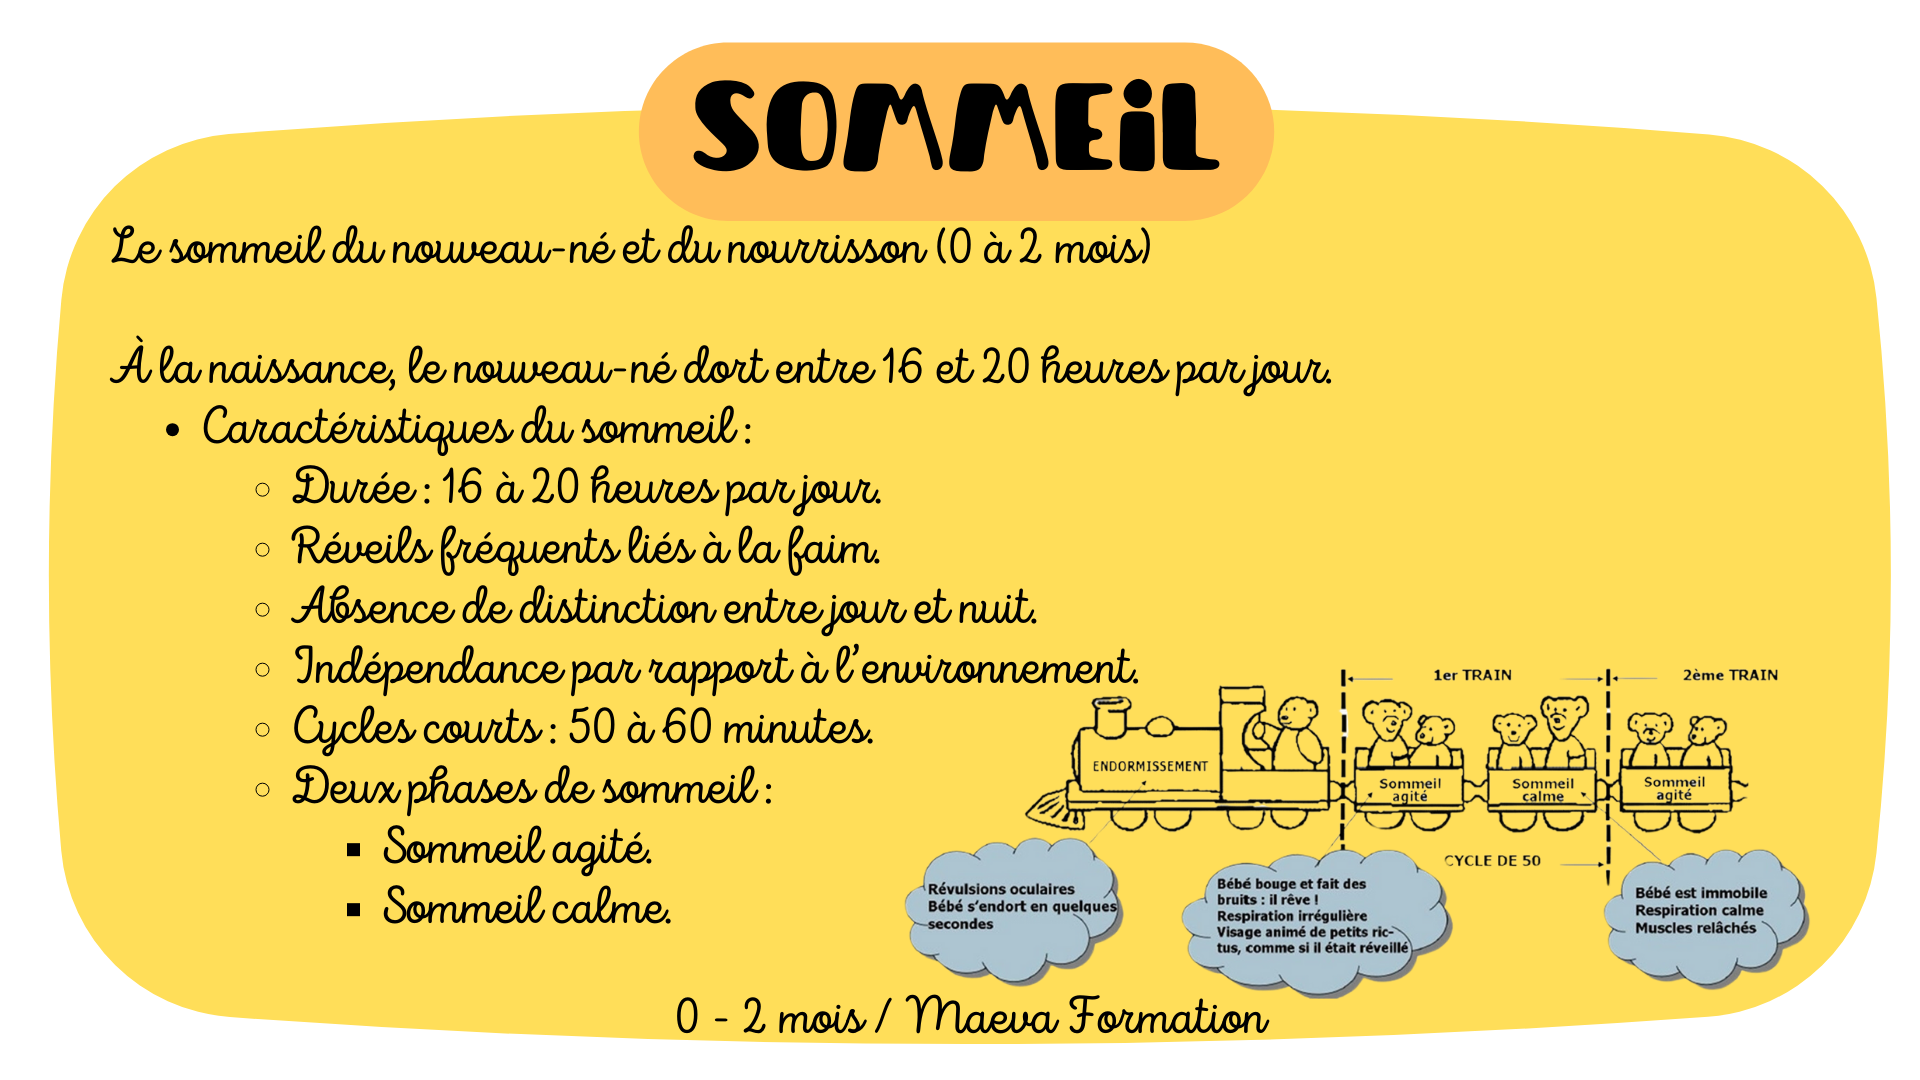 SOMMEiL
Le sommeil du nouveau-né et du nourrisson (0 à 2 mois)
À la naissance, le nouveau-né dort entre 16 et 20 heures par jour.
• Caractéristiques du sommeil :
○ Durée : 16 à 20 heures par jour.
○ Réveils fréquents liés à la faim.
○ Absence de distinction entre jour et nuit.
○ Indépendance par rapport à l’environnement.
○ Cycles courts : 50 à 60 minutes.
○ Deux phases de sommeil :
▪ Sommeil agité.
▪ Sommeil calme.
1er TRAIN
2ème TRAIN
ENDORMISSEMENT
Sommeil
agité
Sommeil
calme
Sommeil
agité
CYCLE DE 50
Révulsions oculaires
Bébé s’endort en quelques
secondes
Bébé bouge et fait des
bruits : il rêve !
Respiration irrégulière
Visage animé de petits ric-
tus, comme si il était réveillé
Bébé est immobile
Respiration calme
Muscles relâchés
0 - 2 mois / Maeva Formation